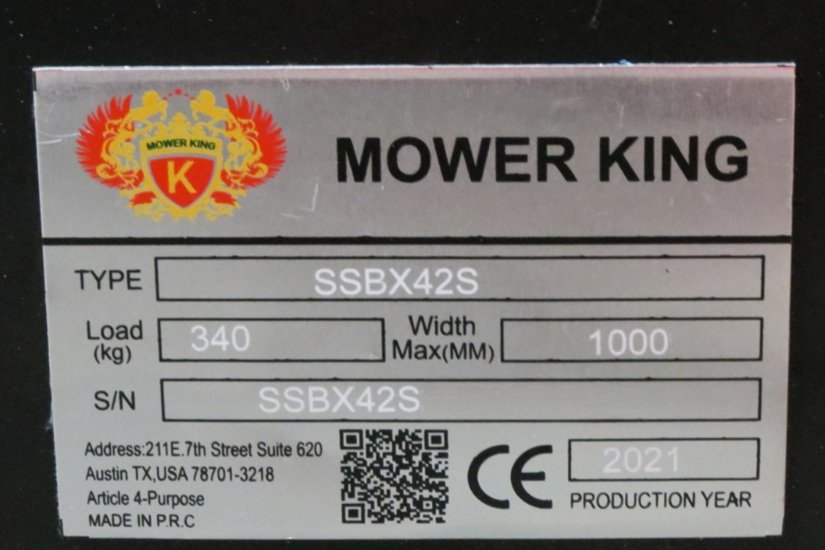 MOWER KING
K
MOWER KING
TYPE SSBX42S
Load (kg) 340 Width Max(MM) 1000
S/N SSBX42S
Address:211E.7th Street Suite 620
Austin TX,USA 78701-3218
Article 4-Purpose
MADE IN P.R.C
CE
2021
PRODUCTION YEAR